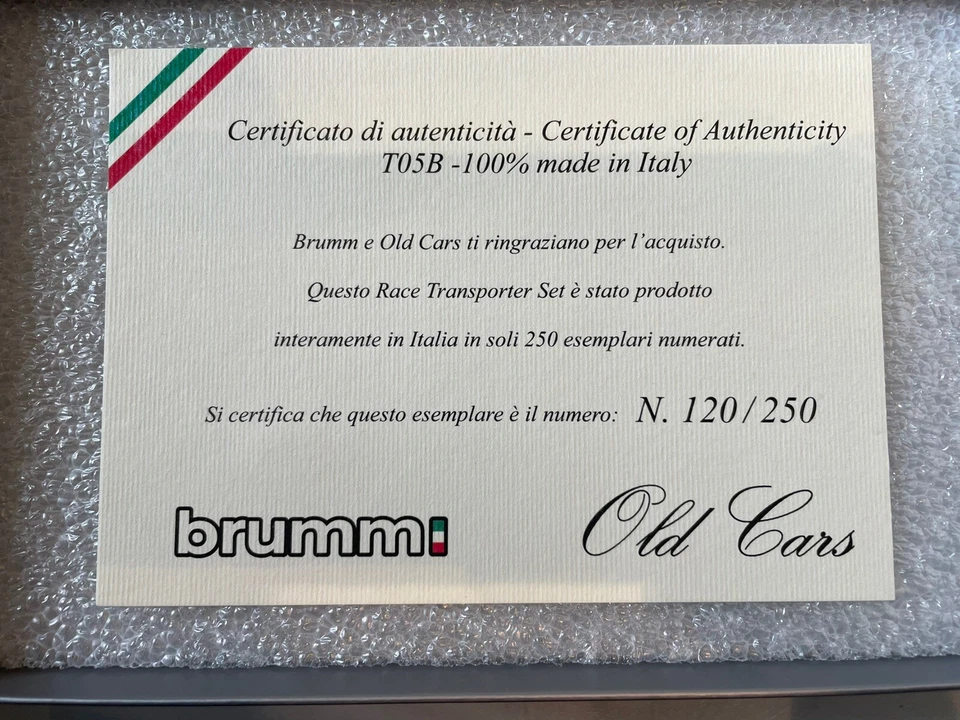 Certificato di autenticità - Certificate of Authenticity
T05B -100% made in Italy
Brumm e Old Cars ti ringraziano per l'acquisto.
Questo Race Transporter Set è stato prodotto
interamente in Italia in soli 250 esemplari numerati.
Si certifica che questo esemplare è il numero: N. 120/250
brumm Old Cars